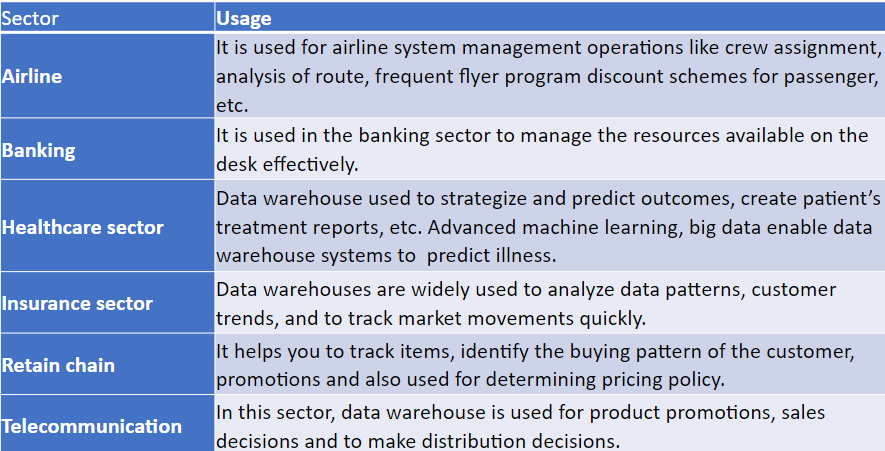 Sector Usage
Airline
It is used for airline system management operations like crew assignment,
analysis of route, frequent flyer program discount schemes for passenger,
etc.
Banking
It is used in the banking sector to manage the resources available on the
desk effectively.
Healthcare sector
Data warehouse used to strategize and predict outcomes, create patient's
treatment reports, etc. Advanced machine learning, big data enable data
warehouse systems to  predict illness.
Insurance sector
Data warehouses are widely used to analyze data patterns, customer
trends, and to track market movements quickly.
Retain chain
It helps you to track items, identify the buying pattern of the customer,
promotions and also used for determining pricing policy.
Telecommunication
In this sector, data warehouse is used for product promotions, sales
decisions and to make distribution decisions.